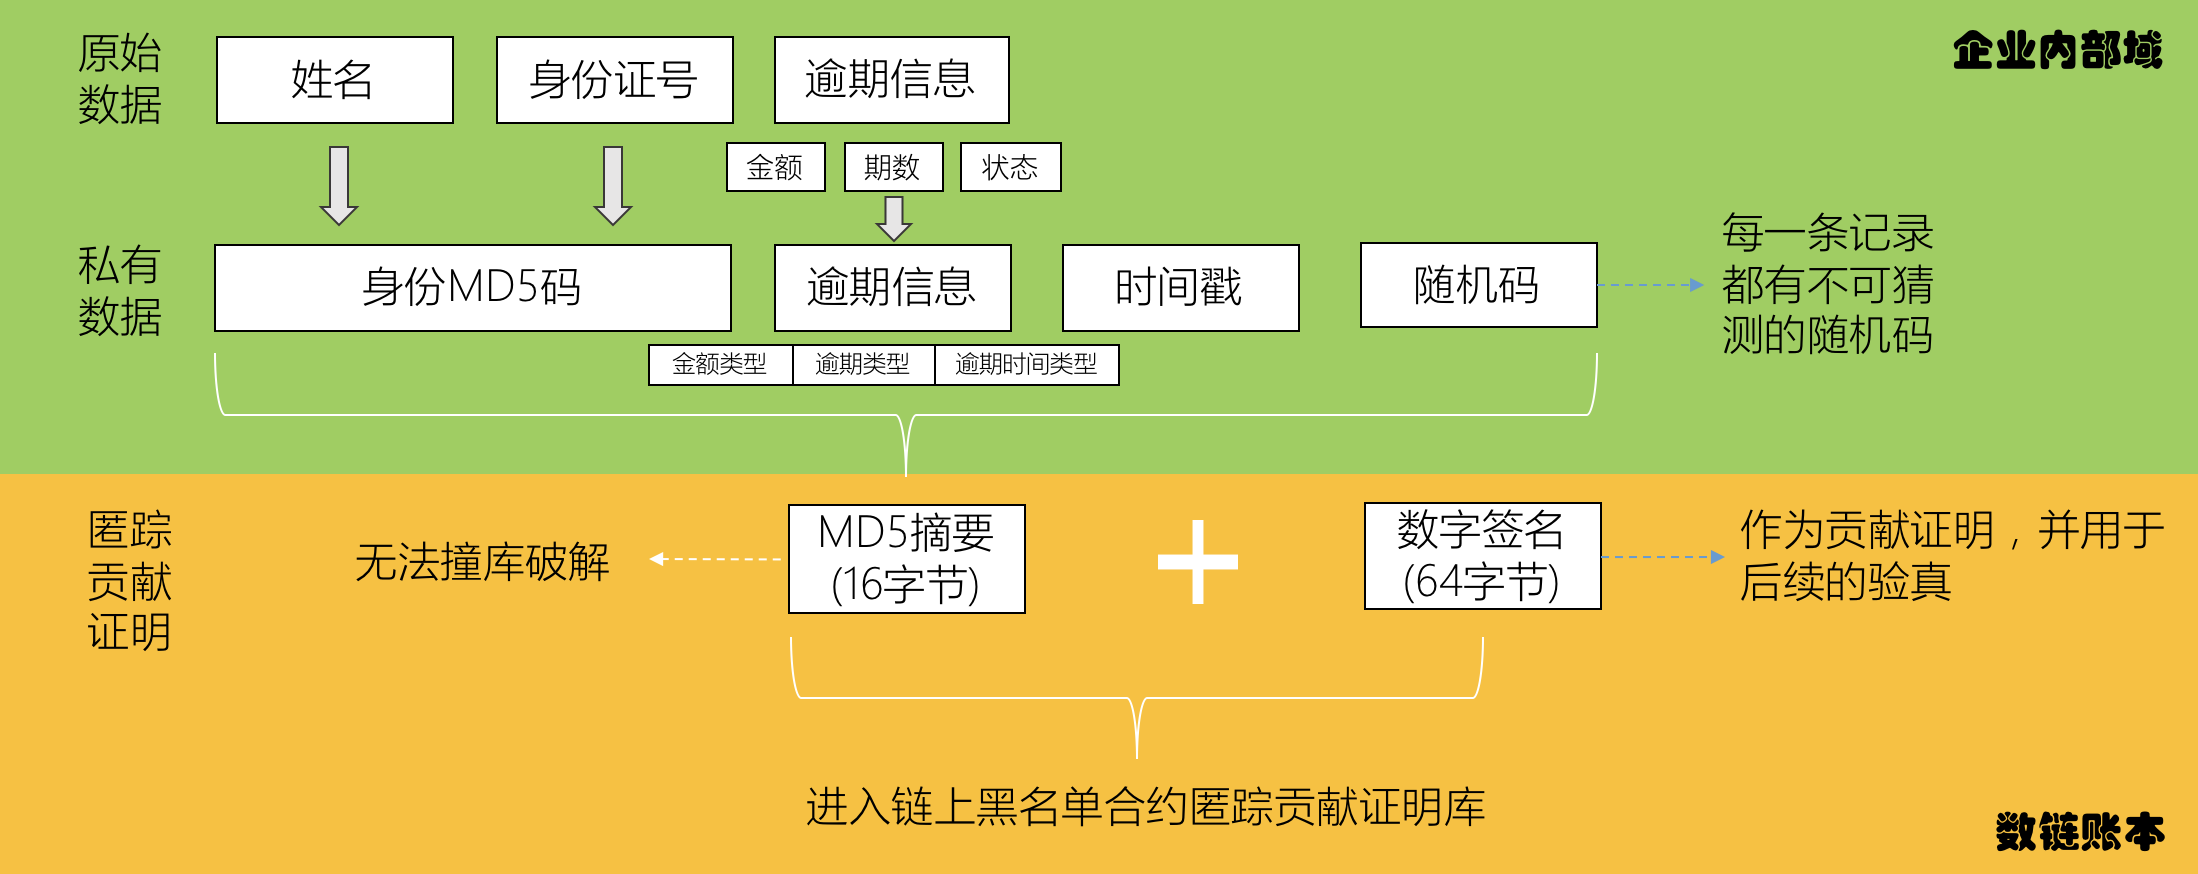 原始
数据
姓名
身份证号
逾期信息
企业内部域
金额
期数
状态
私有
数据
身份MD5码
逾期信息
时间戳
随机码
每一条记录
都有不可猜
测的随机码
金额类型
逾期类型
逾期时间类型
匿踪
贡献
证明
无法撞库破解
MD5摘要
(16字节)
数字签名
(64字节)
作为贡献证明，并用于
后续的验真
进入链上黑名单合约匿踪贡献证明库
数链账本